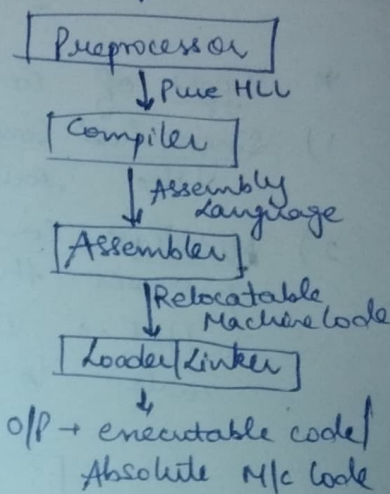 Preprocessor
Pure HLL
Compiler
Assembly
Language
Assembler
Relocatable
Machine Code
Loader/Linker
O/P → executable code/
Absolute M/c Code